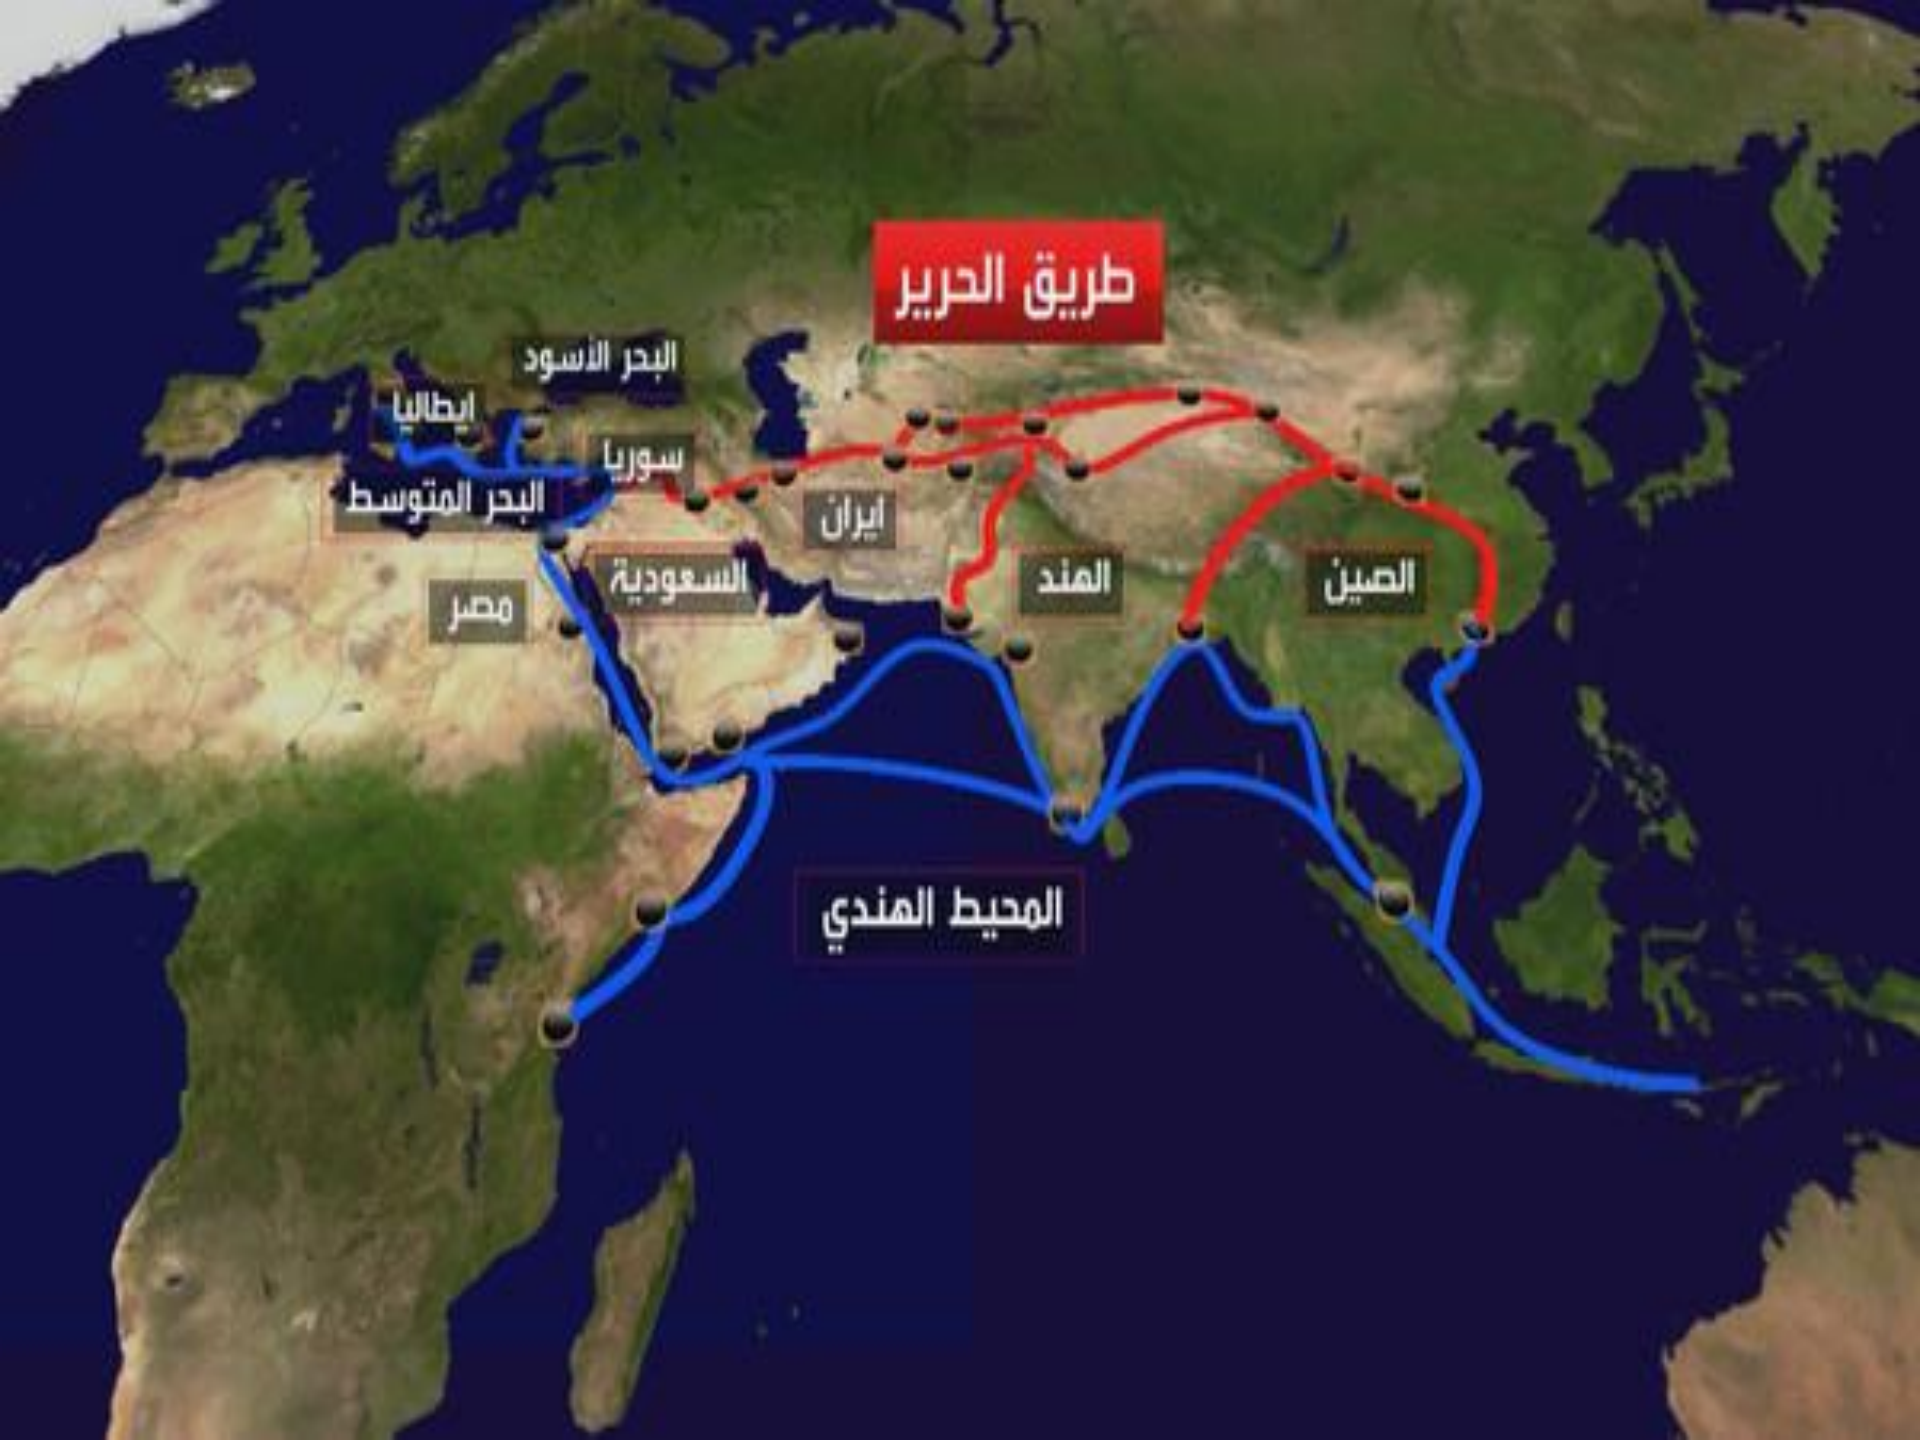 طريق الحرير
البحر الأسود
ايطاليا
سوريا
البحر المتوسط
ايران
السعودية
الهند
الصين
مصر
المحيط الهندي